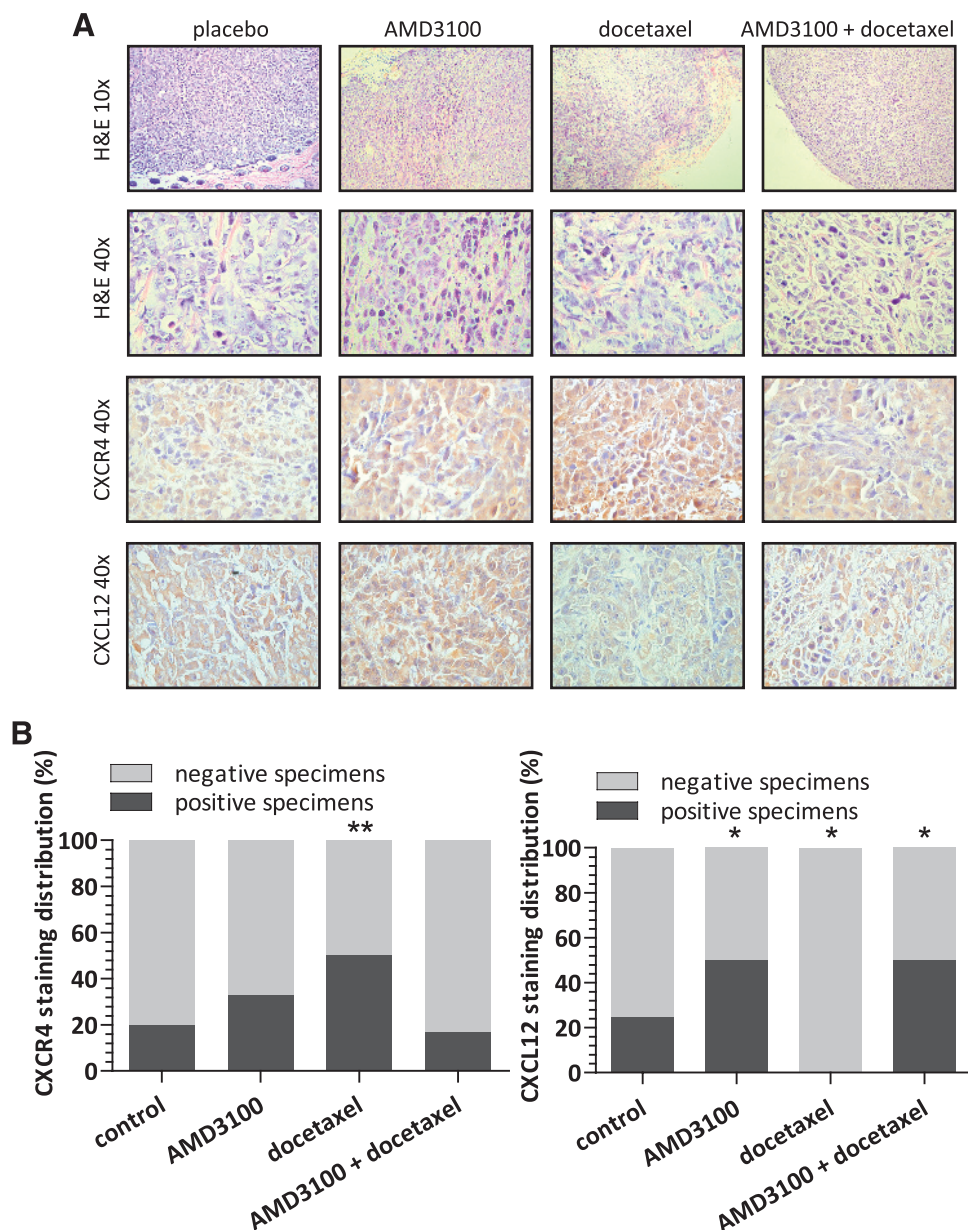 A
placebo
AMD3100
docetaxel
AMD3100 + docetaxel
H&E 10x
H&E 40x
CXCR4 40x
CXCL12 40x
B
negative specimens
positive specimens
CXCR4 staining distribution (%)
**
100
80
60
40
20
0
control
AMD3100
docetaxel
AMD3100 + docetaxel
negative specimens
positive specimens
CXCL12 staining distribution (%)
* * *
100
80
60
40
20
0
control
AMD3100
docetaxel
AMD3100 + docetaxel